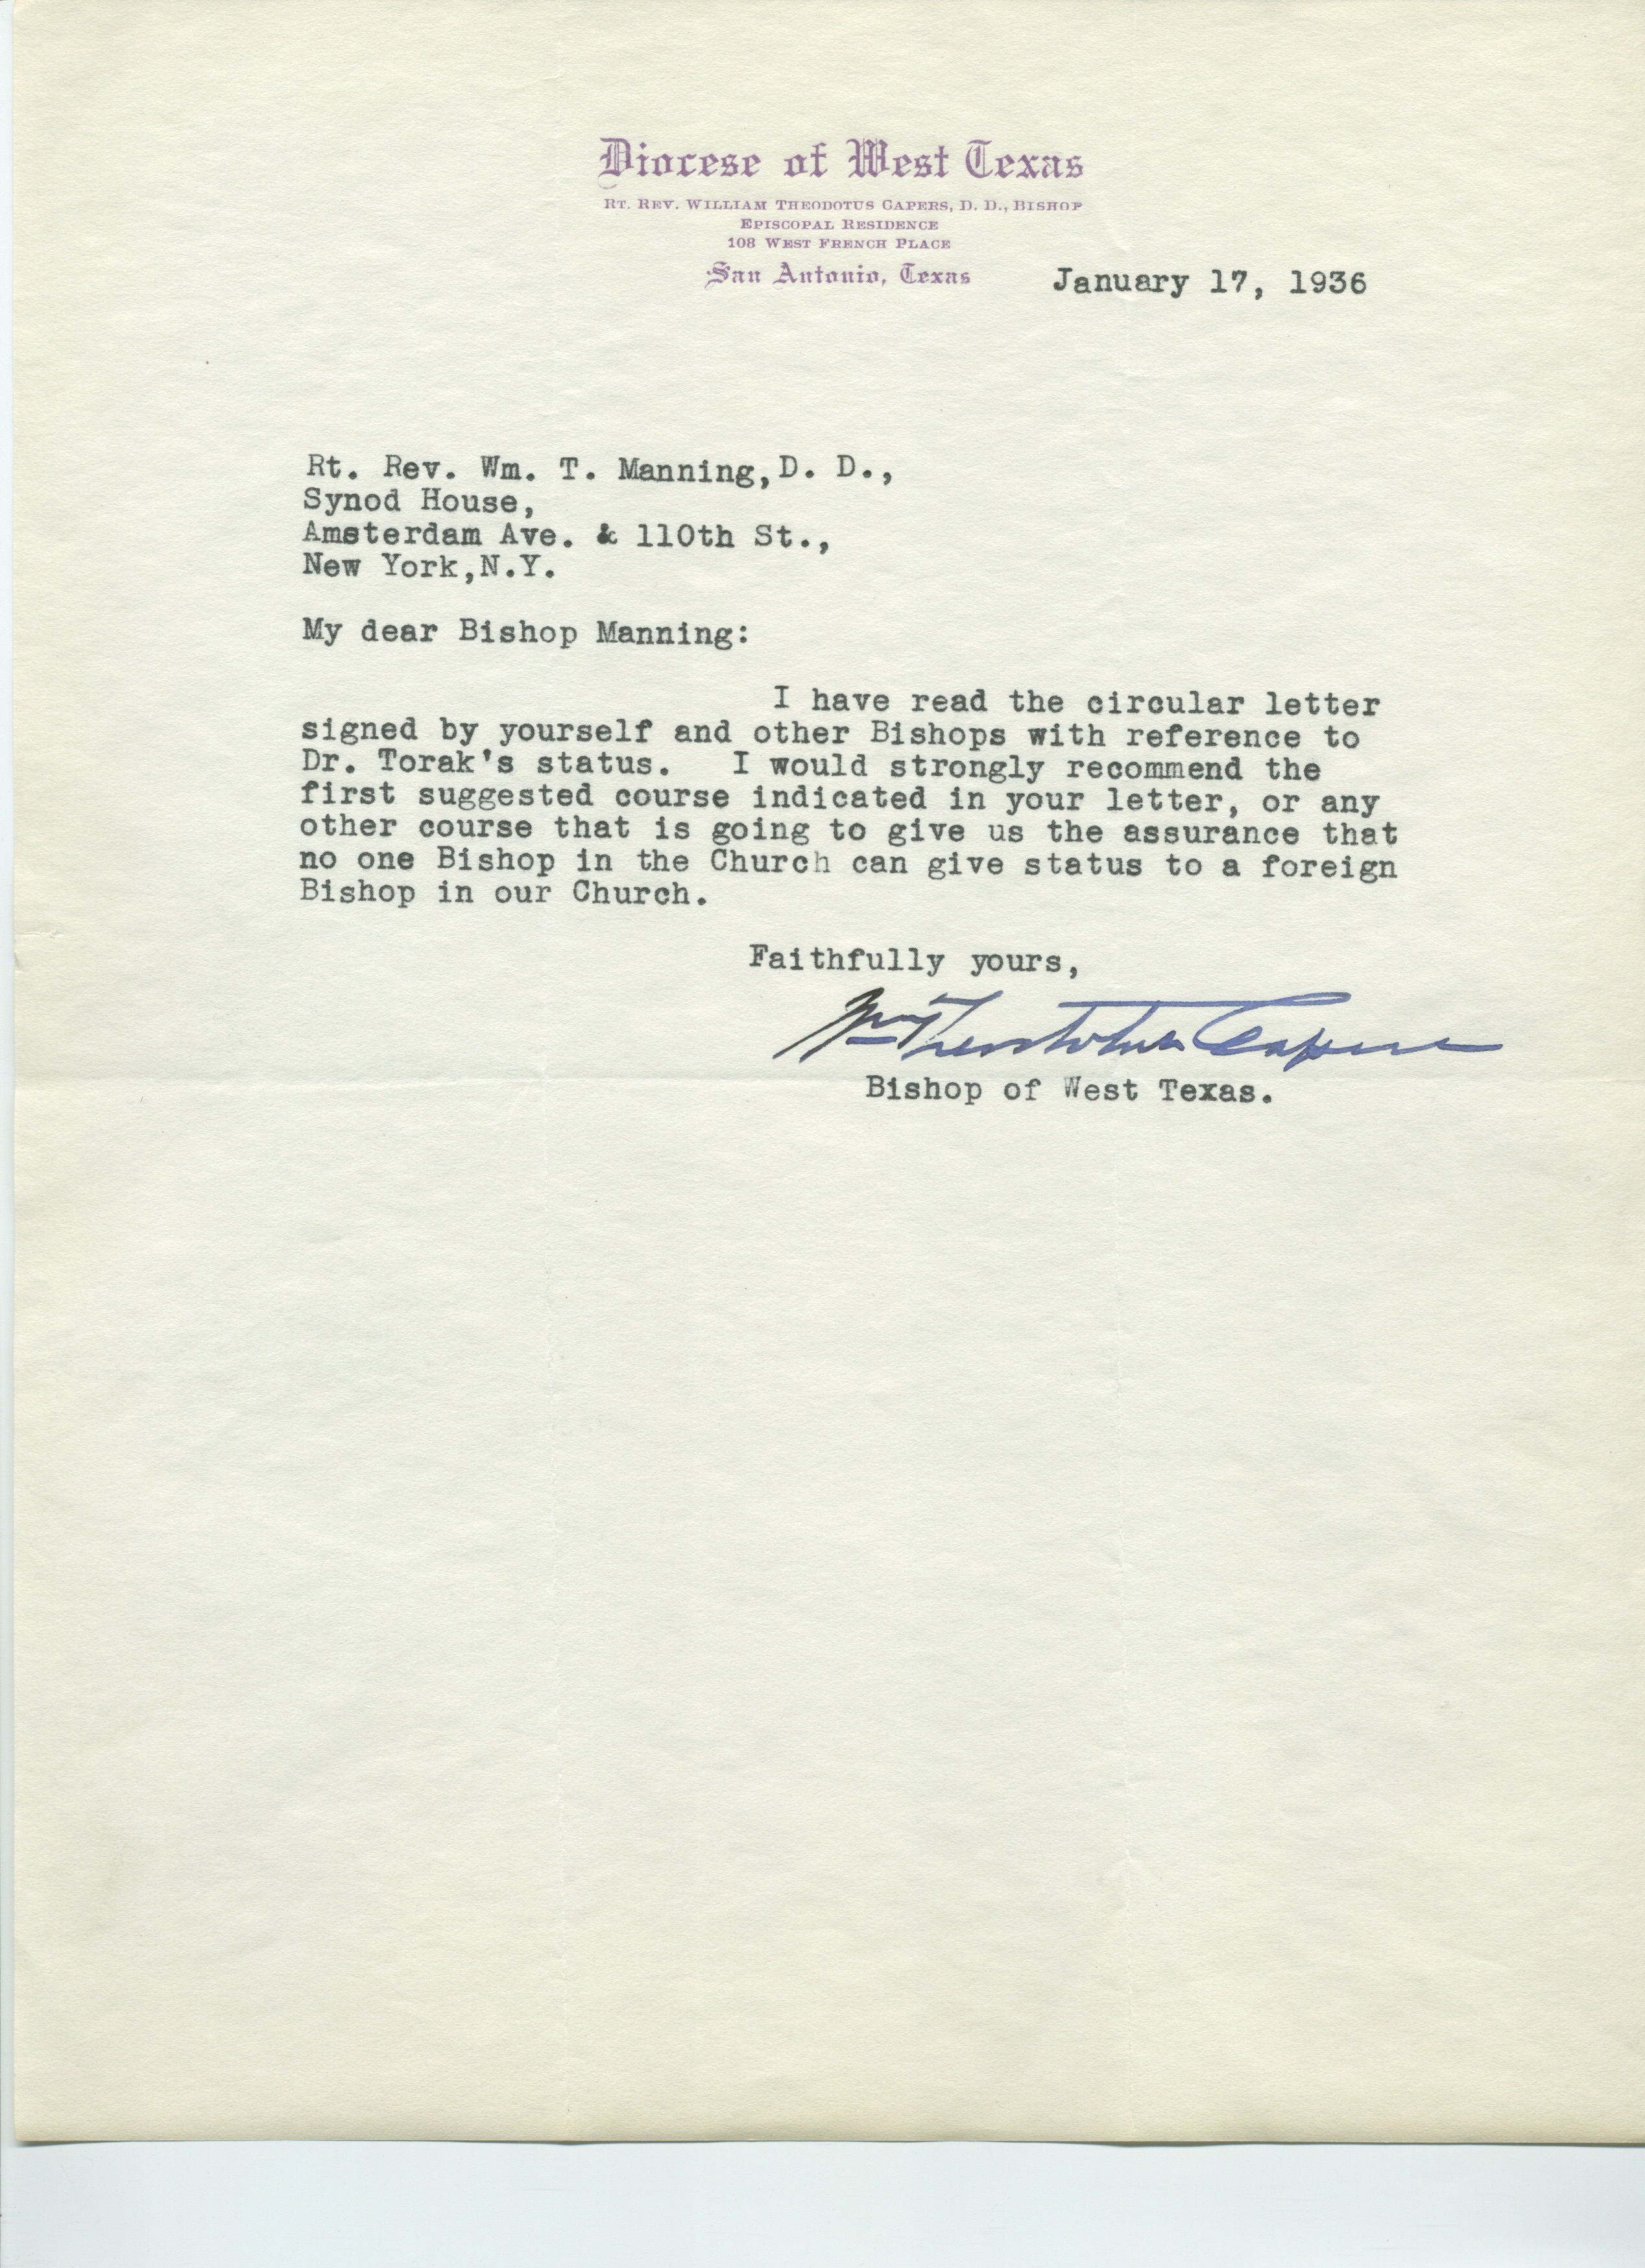 Diocese of West Texas
RT. REV. WILLIAM THEODOTUS CAPERS, D. D., BISHOP
EPISCOPAL RESIDENCE
108 WEST FRENCH PLACE
San Antonio, Texas January 17, 1936
Rt. Rev. Wm. T. Manning,D. D.,
Synod House,
Amsterdam Ave. & 110th St.,
New York,N.Y.
My dear Bishop Manning:
I have read the circular letter
signed by yourself and other Bishops with reference to
Dr. Torak's status. I would strongly recommend the
first suggested course indicated in your letter, or any
other course that is going to give us the assurance that
no one Bishop in the Church can give status to a foreign
Bishop in our Church.
Faithfully yours,
Wm Theodotus Capers
Bishop of West Texas.